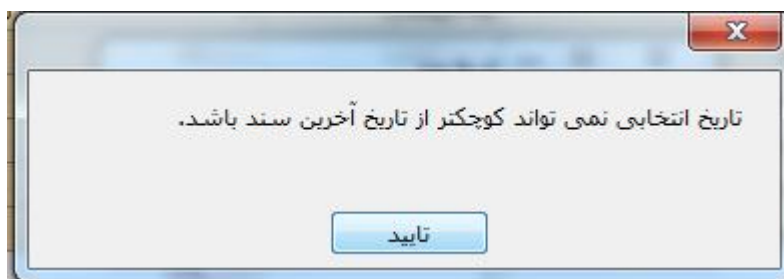 تاریخ انتخابی نمی تواند کوچکتر از تاریخ آخرین سند باشد.
تایید